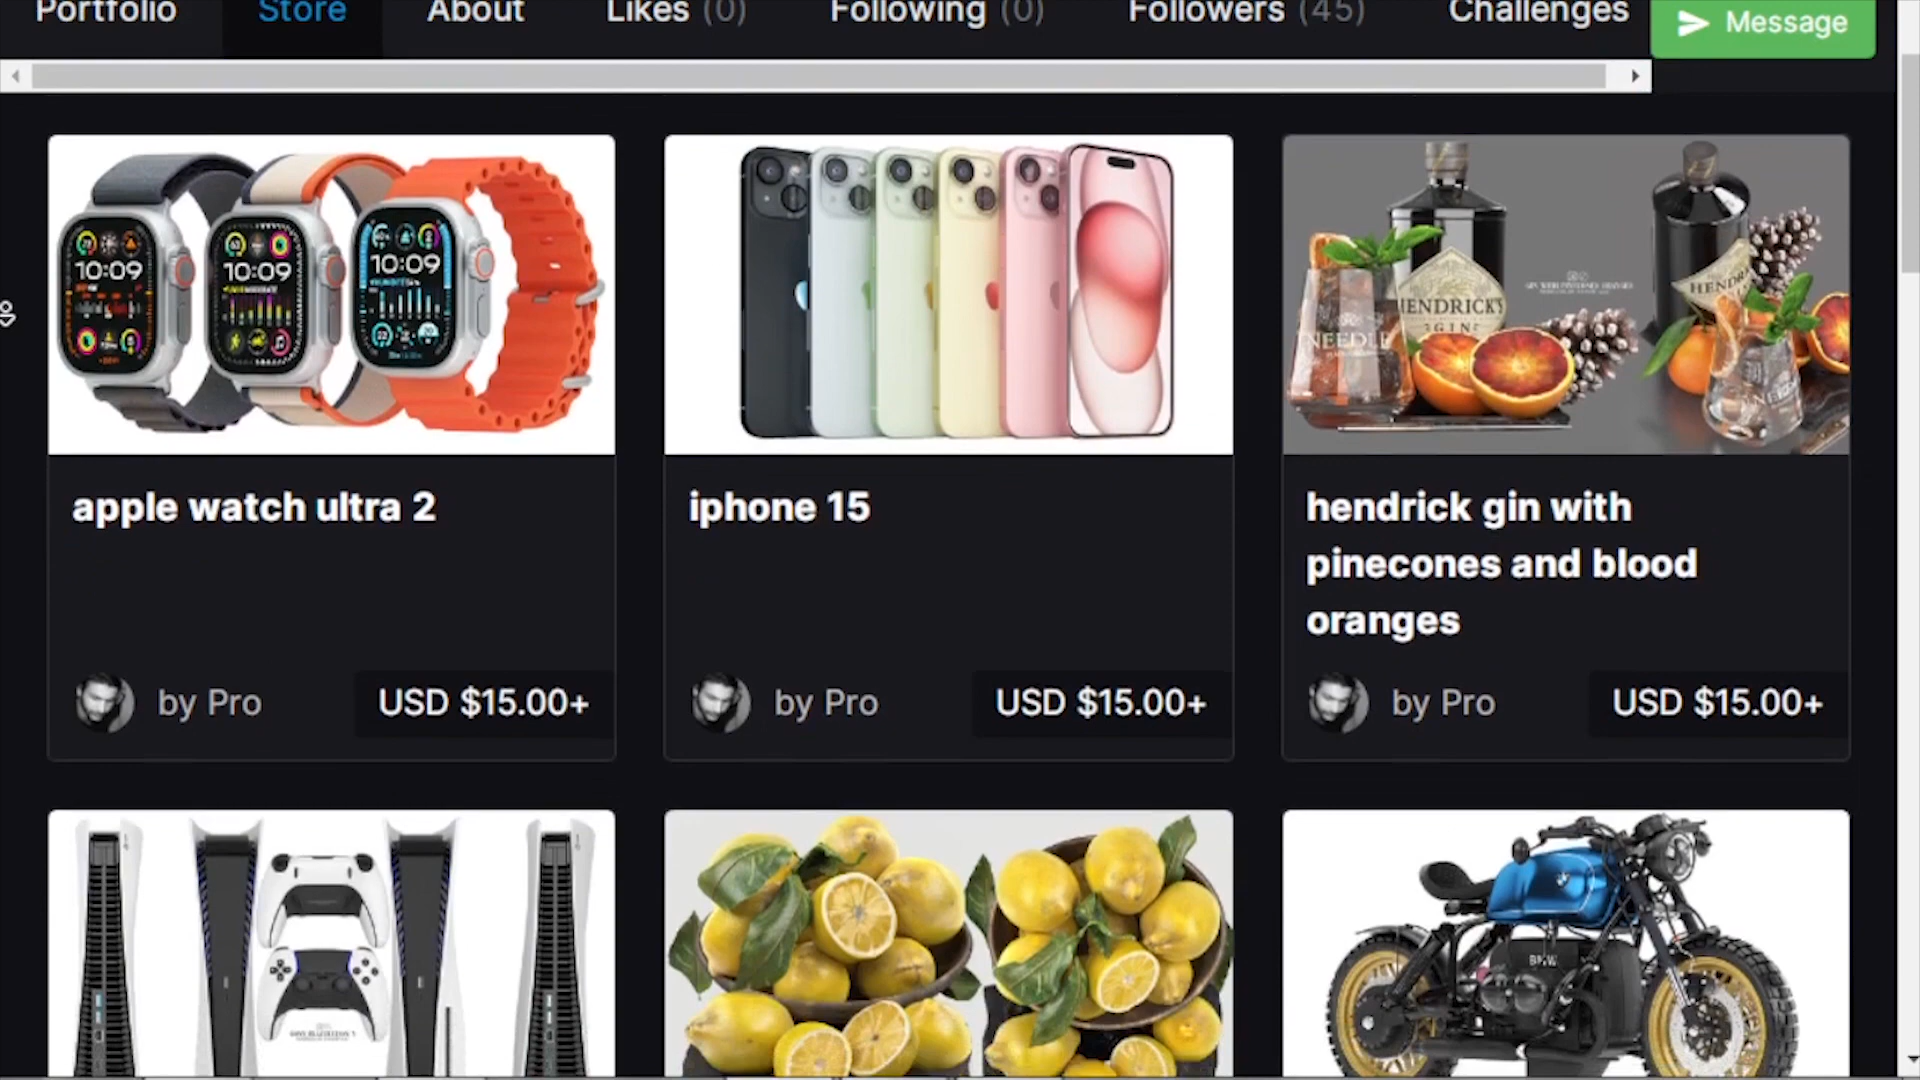 Portfolio Store About Likes (0) Following (0) Followers (45) Challenges Message
10:09 10:09 10:09
HENDRICK'S
GIN
NEEDLE
apple watch ultra 2
iphone 15
hendrick gin with
pinecones and blood
oranges
by Pro USD $15.00+
by Pro USD $15.00+
by Pro USD $15.00+
BMW